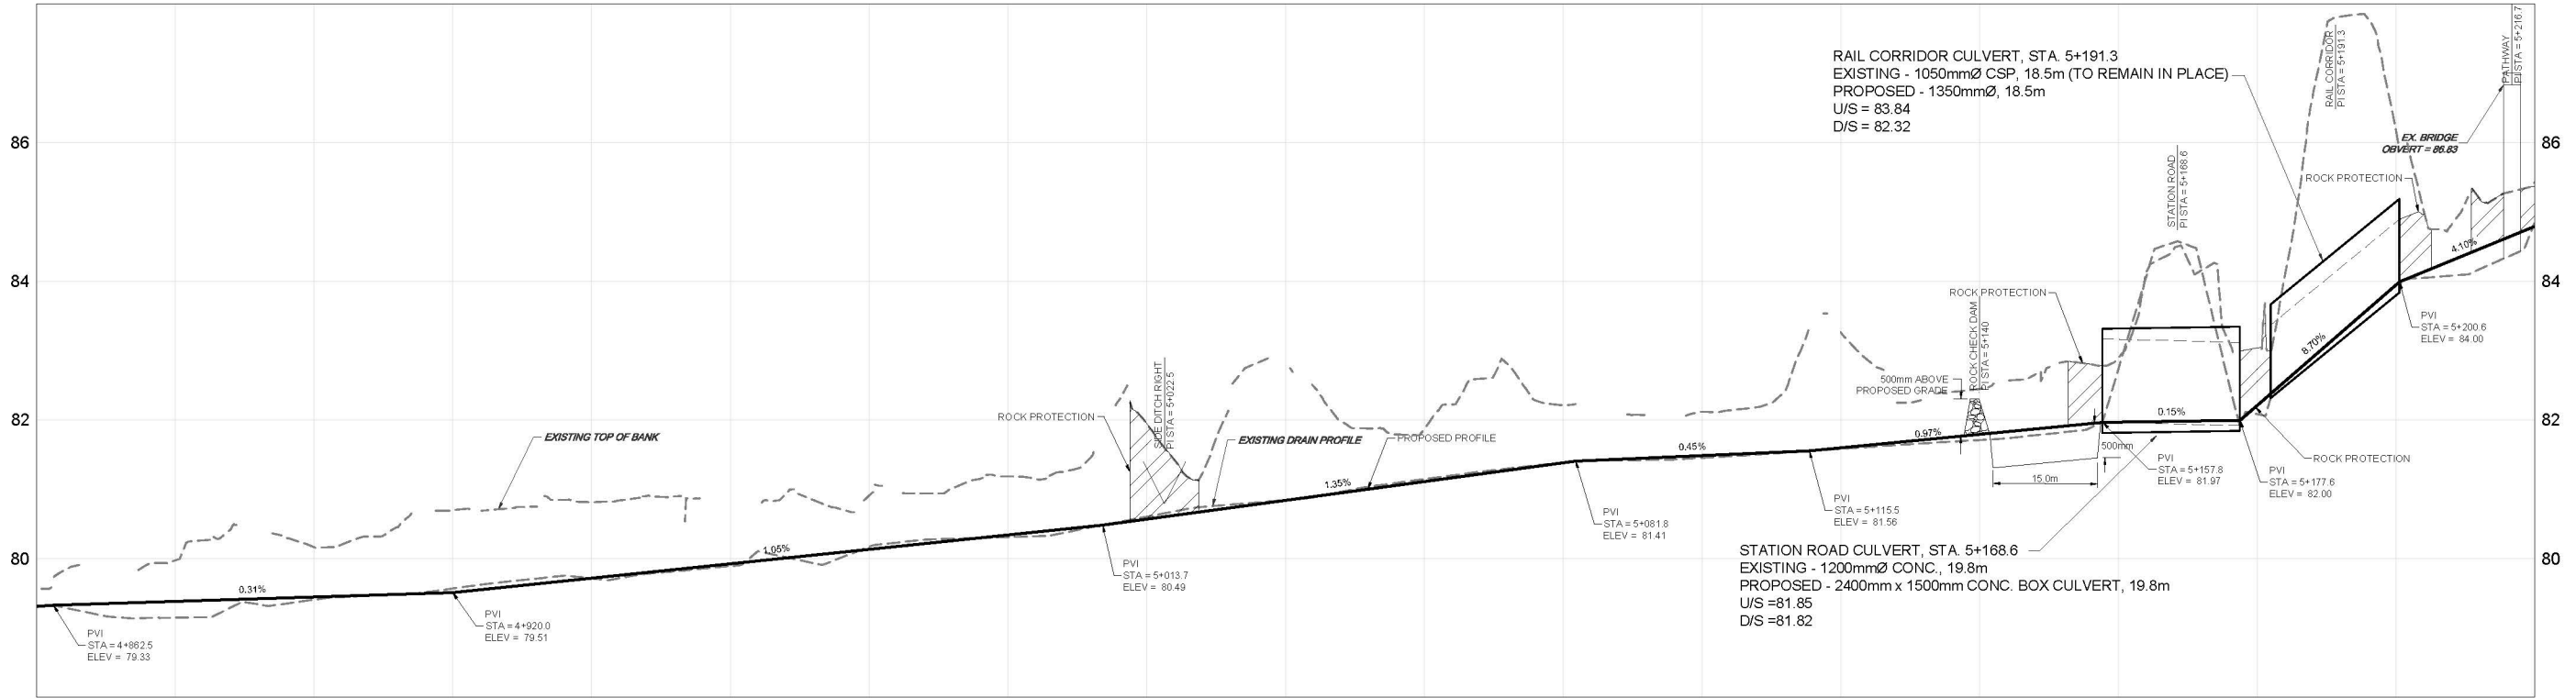 RAIL CORRIDOR CULVERT, STA. 5+191.3
EXISTING - 1050mmØ CSP, 18.5m (TO REMAIN IN PLACE)
PROPOSED - 1350mmØ, 18.5m
U/S = 83.84
D/S = 82.32
RAIL CORRIDOR
PI STA = 5+191.3
PATHWAY
PI STA = 5+216.7
86
86
EX. BRIDGE
OBVERT = 86.83
ROCK PROTECTION
STATION ROAD
PI STA = 5+168.6
4.10%
84
84
ROCK PROTECTION
ROCK CHECK DAM
PI STA = 5+140
PVI
STA = 5+200.6
ELEV = 84.00
8.70%
500mm ABOVE
PROPOSED GRADE
SIDE DITCH RIGHT
PI STA = 5+022.5
82
82
ROCK PROTECTION
EXISTING TOP OF BANK
EXISTING DRAIN PROFILE
PROPOSED PROFILE
0.45%
0.97%
0.15%
500mm
ROCK PROTECTION
PVI
STA = 5+157.8
ELEV = 81.97
PVI
STA = 5+177.6
ELEV = 82.00
15.0m
1.35%
PVI
STA = 5+115.5
ELEV = 81.56
PVI
STA = 5+081.8
ELEV = 81.41
1.05%
80
80
STATION ROAD CULVERT, STA. 5+168.6
EXISTING - 1200mmØ CONC., 19.8m
PROPOSED - 2400mm x 1500mm CONC. BOX CULVERT, 19.8m
U/S =81.85
D/S =81.82
PVI
STA = 5+013.7
ELEV = 80.49
0.31%
PVI
STA = 4+920.0
ELEV = 79.51
PVI
STA = 4+862.5
ELEV = 79.33